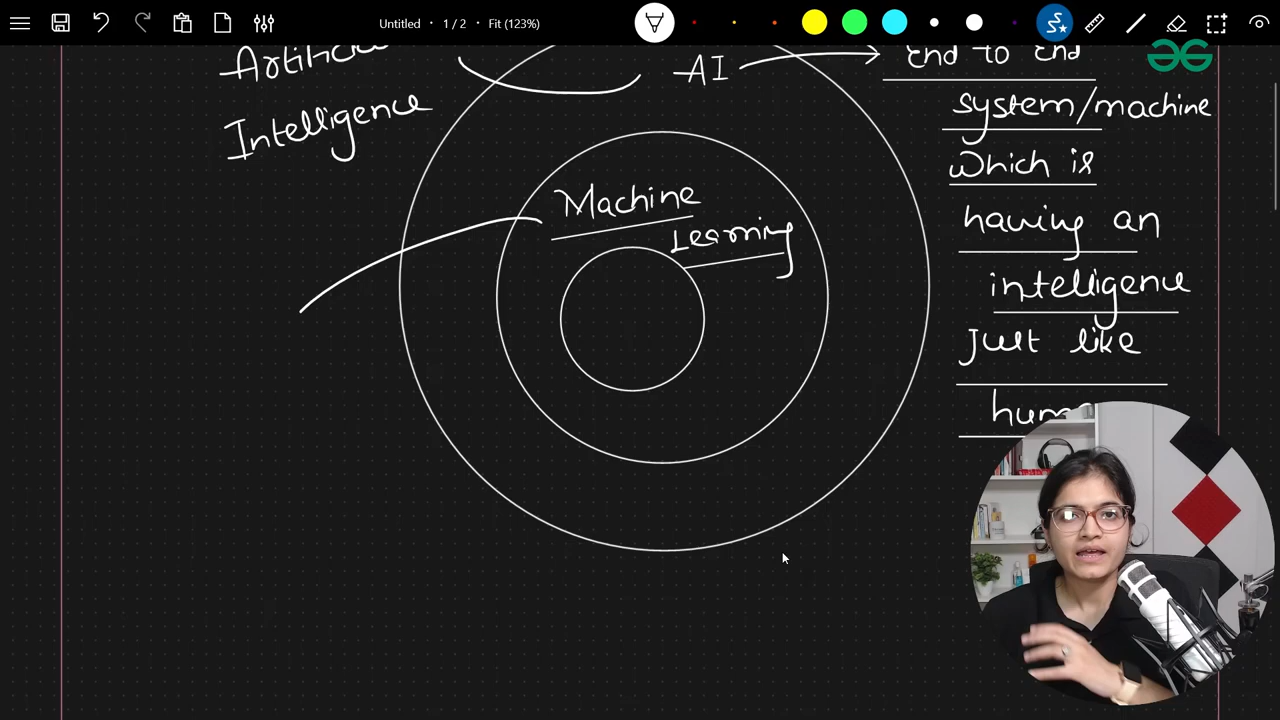 Untitled • 1 / 2 • Fit (123%)
Artificial
Intelligence
AI
End to End
system/machine
which is
having an
intelligence
just like
Machine
Learning